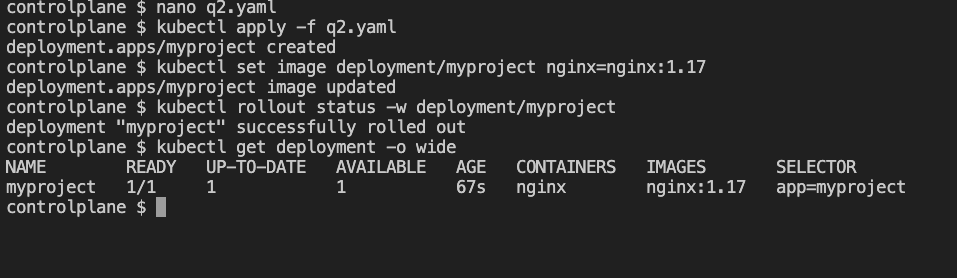 controlplane $ nano q2.yaml
controlplane $ kubectl apply -f q2.yaml
deployment.apps/myproject created
controlplane $ kubectl set image deployment/myproject nginx=nginx:1.17
deployment.apps/myproject image updated
controlplane $ kubectl rollout status -w deployment/myproject
deployment "myproject" successfully rolled out
controlplane $ kubectl get deployment -o wide
NAME        READY   UP-TO-DATE   AVAILABLE   AGE   CONTAINERS   IMAGES       SELECTOR
myproject   1/1     1            1           67s   nginx        nginx:1.17   app=myproject
controlplane $